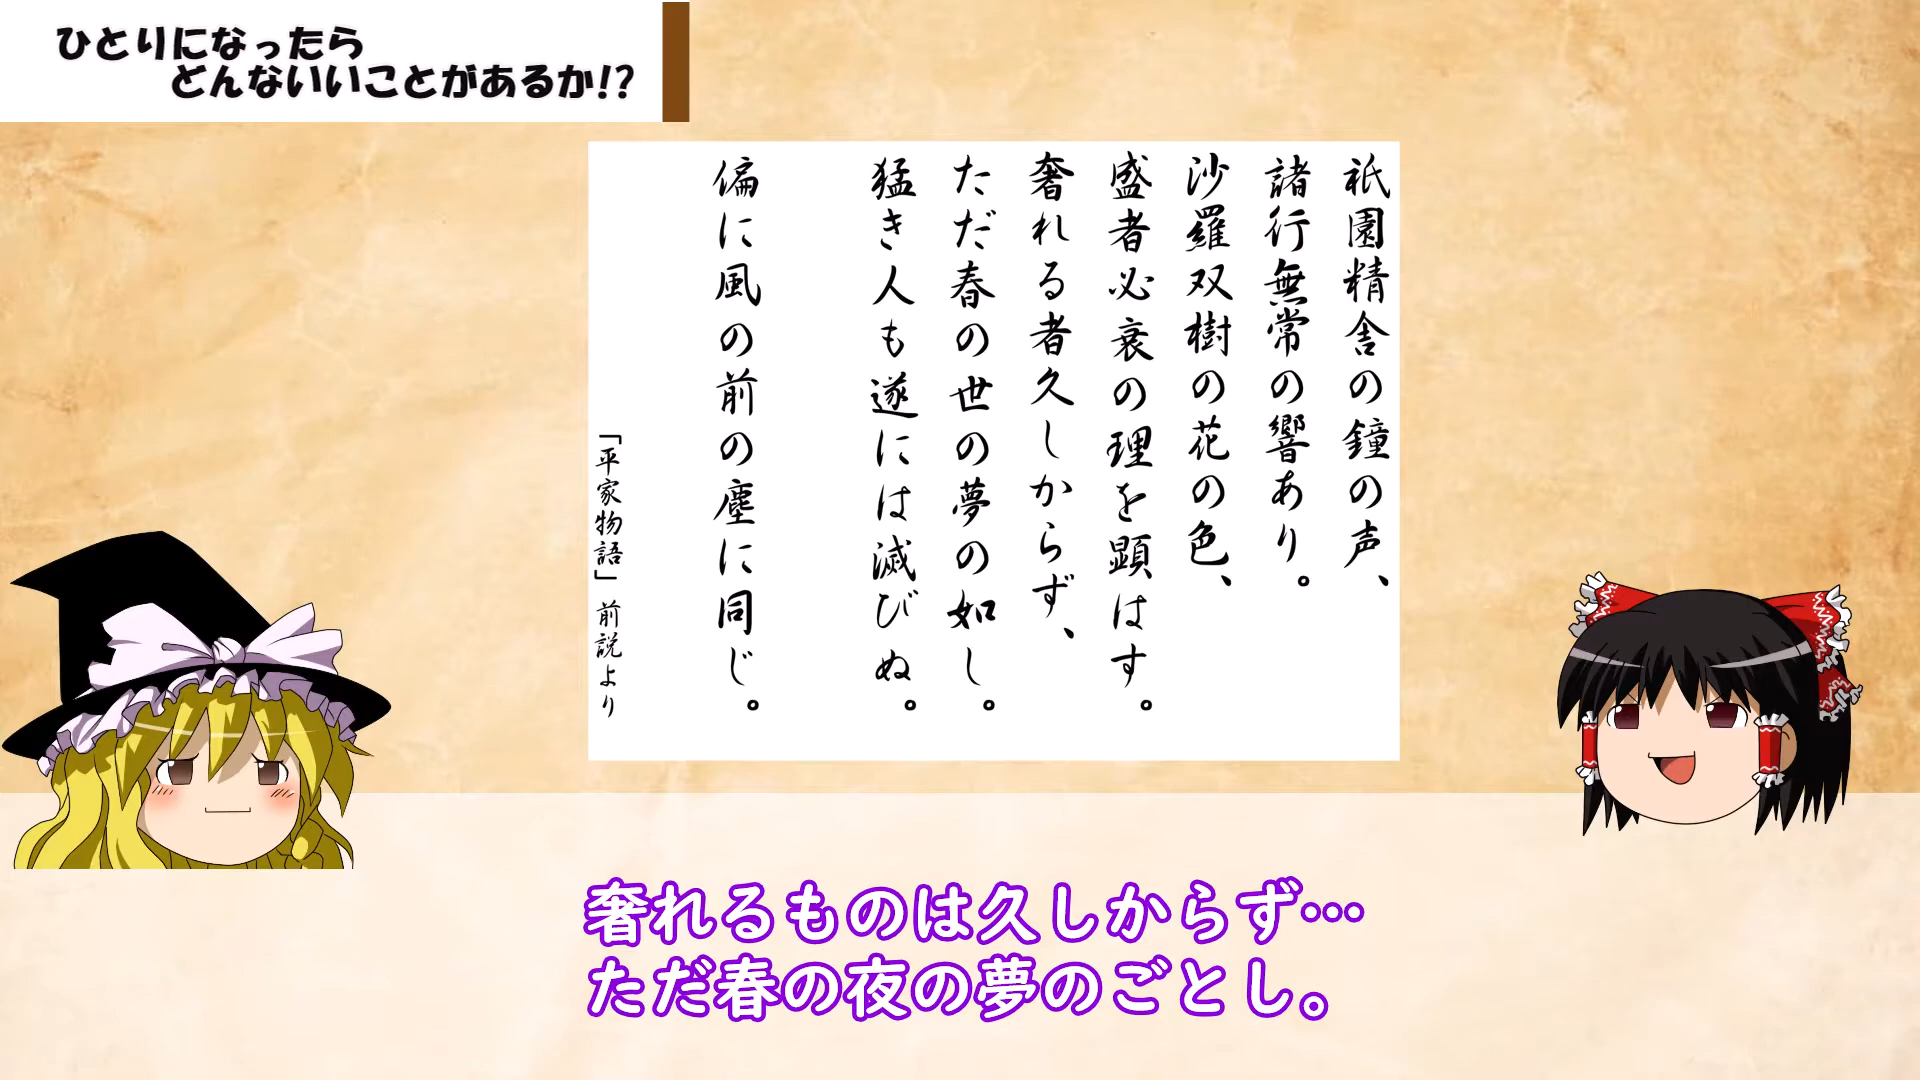 ひとりになったら
どんないいことがあるか!?
祇園精舎の鐘の声、
諸行無常の響あり。
沙羅双樹の花の色、
盛者必衰の理を顕はす。
奢れる者久しからず、
ただ春の世の夢の如し。
猛き人も遂には滅びぬ。
偏に風の前の塵に同じ。
「平家物語」前説より
奢れるものは久しからず…
ただ春の夜の夢のごとし。